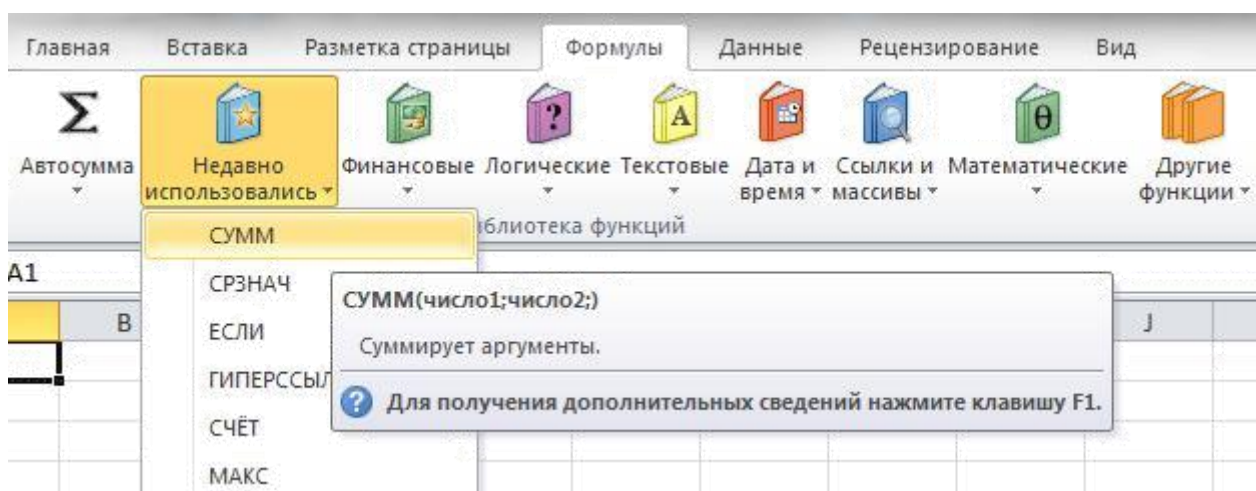 Главная Вставка Разметка страницы Формулы Данные Рецензирование Вид
Автосумма Недавно использовались Финансовые Логические Текстовые Дата и время Ссылки и массивы Математические Другие функции
иблиотека функций
СУММ
A1
СРЗНАЧ
СУММ(число1;число2;)
B
J
ЕСЛИ
Суммирует аргументы.
ГИПЕРССЫЛ
Для получения дополнительных сведений нажмите клавишу F1.
СЧЁТ
МАКС